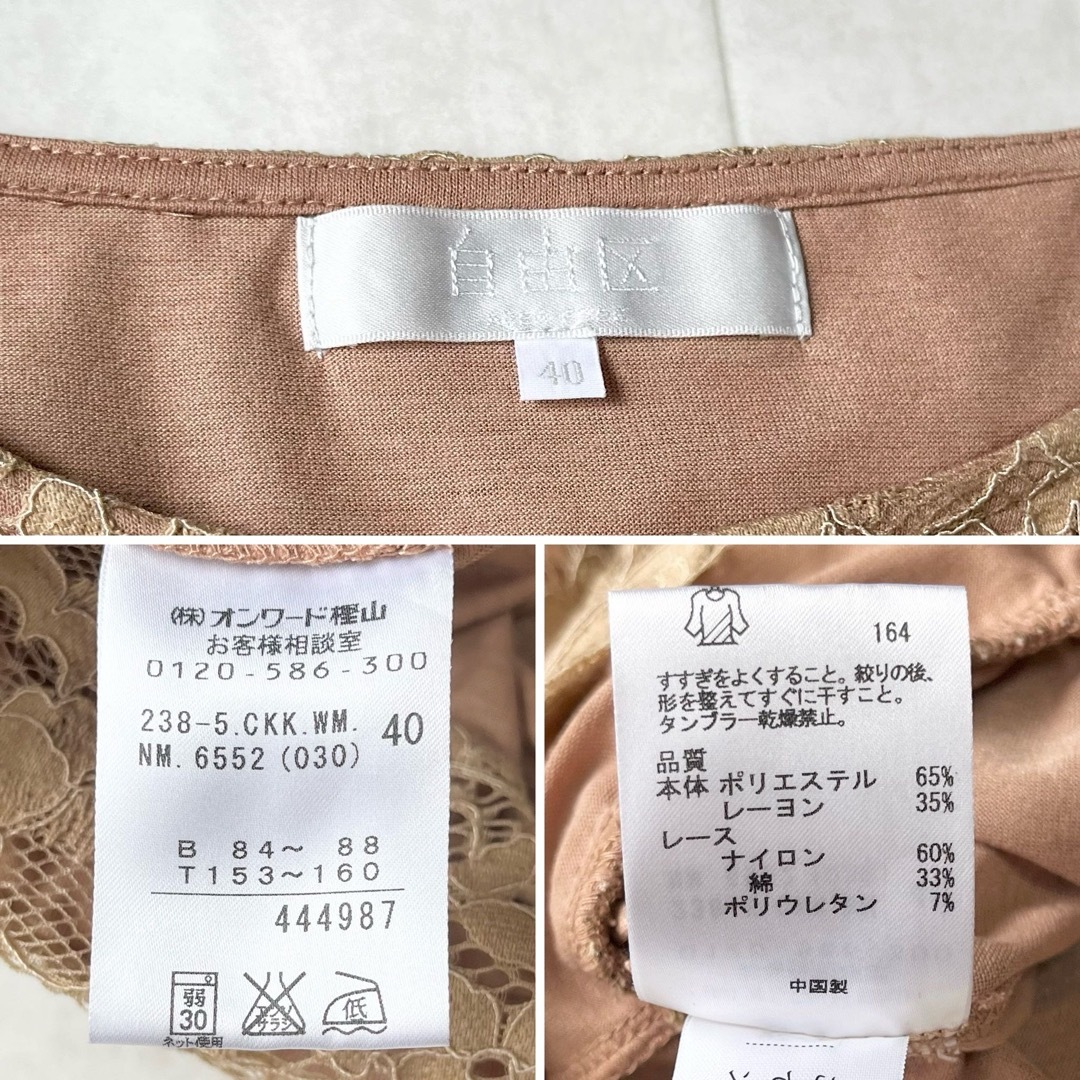 自由区
40
(株)オンワード樫山
お客様相談室
0120-586-300
238-5.CKK.WM.
NM.6552(030)
40
B 84~ 88
T153~160
444987
弱
30
ネット使用
エンソ
サラシ
低
164
すすぎをよくすること。絞りの後、
形を整えてすぐに干すこと。
タンブラー乾燥禁止。
品質
本体 ポリエステル 65%
レーヨン 35%
レース
ナイロン 60%
綿 33%
ポリウレタン 7%
中国製